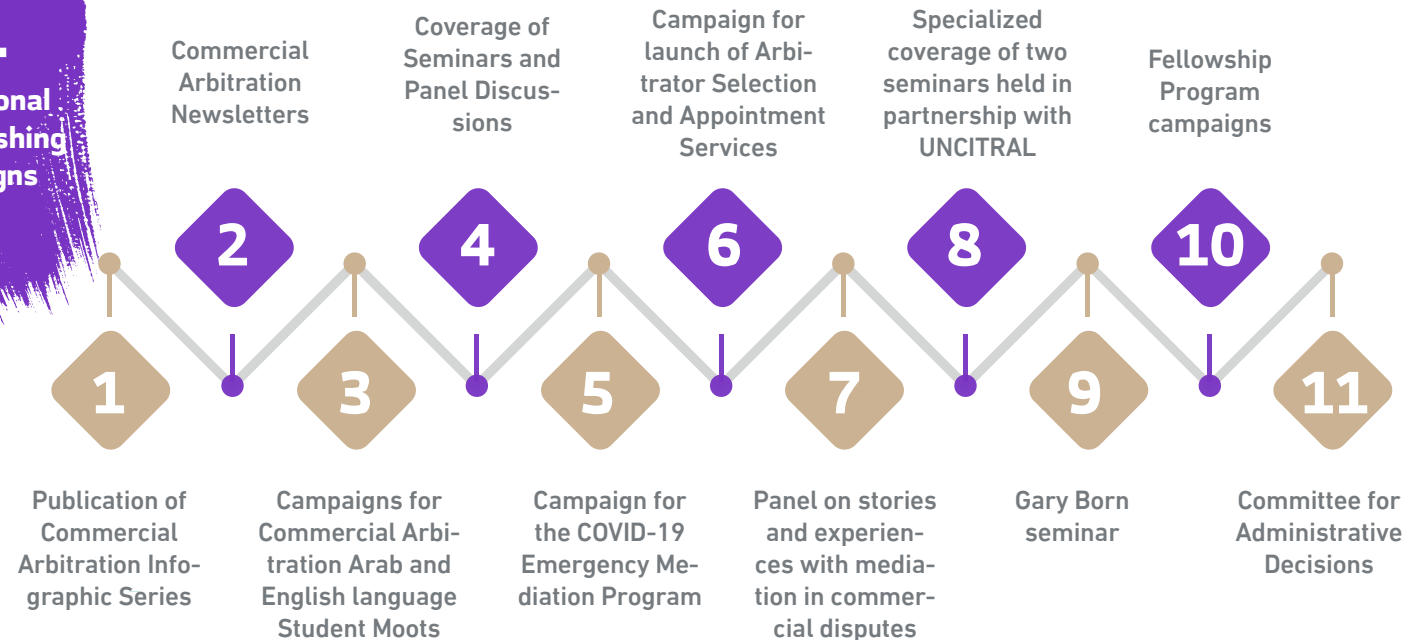 onal
shing
gns
1
Publication of
Commercial
Arbitration Info-
graphic Series
Commercial
Arbitration
Newsletters
2
3
Campaigns for
Commercial Arbi-
tration Arab and
English language
Student Moots
Coverage of
Seminars and
Panel Discus-
sions
4
5
Campaign for
the COVID-19
Emergency Me-
diation Program
Campaign for
launch of Arbi-
trator Selection
and Appointment
Services
6
7
Panel on stories
and experien-
ces with media-
tion in commer-
cial disputes
Specialized
coverage of two
seminars held in
partnership with
UNCITRAL
8
9
Gary Born
seminar
Fellowship
Program
campaigns
10
11
Committee for
Administrative
Decisions